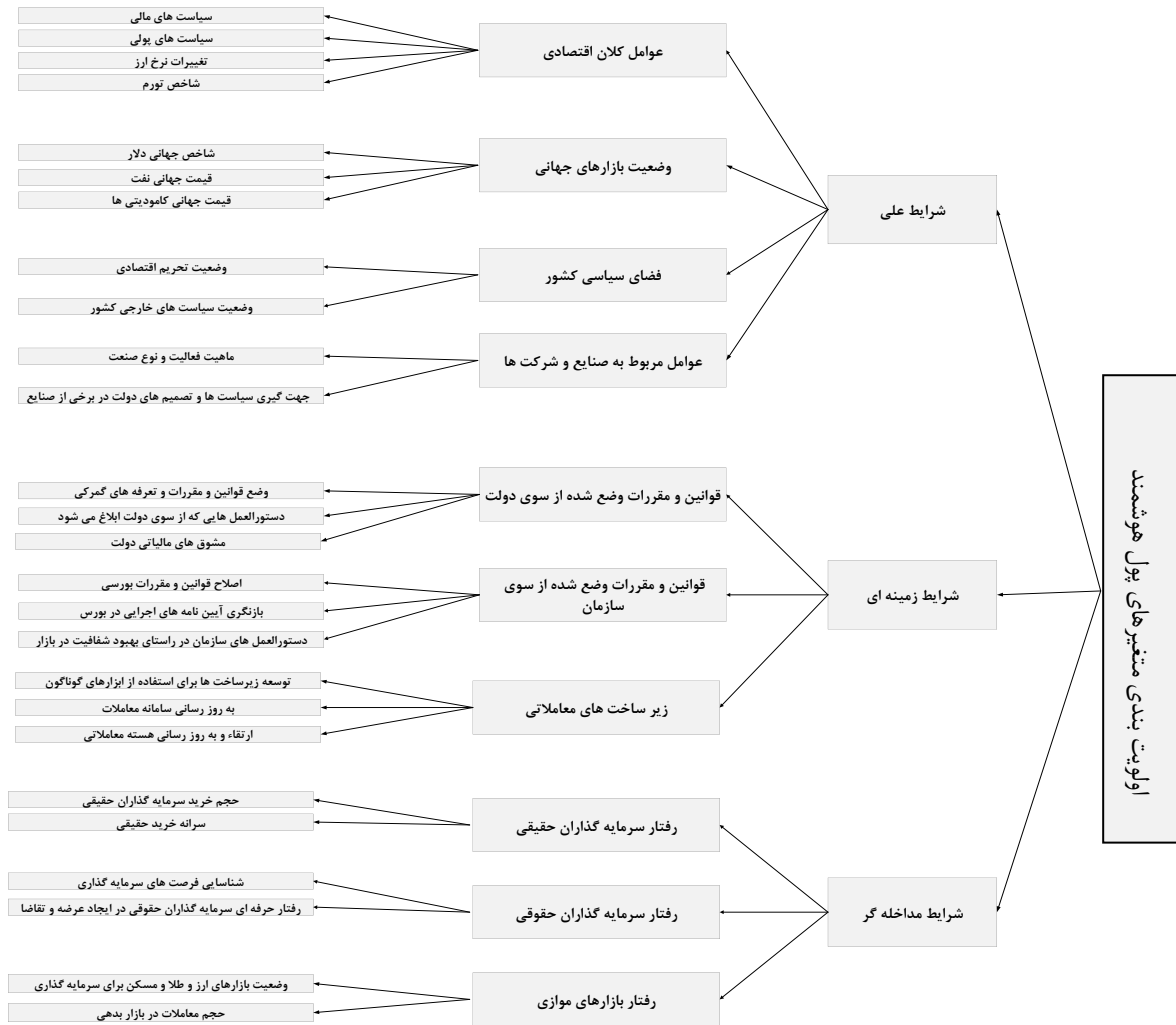 اولویت بندی متغیرهای پول هوشمند
شرایط علی
عوامل کلان اقتصادی
سیاست های مالی
سیاست های پولی
تغییرات نرخ ارز
شاخص تورم
وضعیت بازارهای جهانی
شاخص جهانی دلار
قیمت جهانی نفت
قیمت جهانی کامودیتی ها
فضای سیاسی کشور
وضعیت تحریم اقتصادی
وضعیت سیاست های خارجی کشور
عوامل مربوط به صنایع و شرکت ها
ماهیت فعالیت و نوع صنعت
جهت گیری سیاست ها و تصمیم های دولت در برخی از صنایع
شرایط زمینه ای
قوانین و مقررات وضع شده از سوی دولت
وضع قوانین و مقررات و تعرفه های گمرکی
دستورالعمل هایی که از سوی دولت ابلاغ می شود
مشوق های مالیاتی دولت
قوانین و مقررات وضع شده از سوی
سازمان
اصلاح قوانین و مقررات بورسی
بازنگری آیین نامه های اجرایی در بورس
دستورالعمل های سازمان در راستای بهبود شفافیت در بازار
زیر ساخت های معاملاتی
توسعه زیرساخت ها برای استفاده از ابزارهای گوناگون
به روز رسانی سامانه معاملات
ارتقاء و به روز رسانی هسته معاملاتی
شرایط مداخله گر
رفتار سرمایه گذاران حقیقی
حجم خرید سرمایه گذاران حقیقی
سرانه خرید حقیقی
رفتار سرمایه گذاران حقوقی
شناسایی فرصت های سرمایه گذاری
رفتار حرفه ای سرمایه گذاران حقوقی در ایجاد عرضه و تقاضا
رفتار بازارهای موازی
وضعیت بازارهای ارز و طلا و مسکن برای سرمایه گذاری
حجم معاملات در بازار بدهی